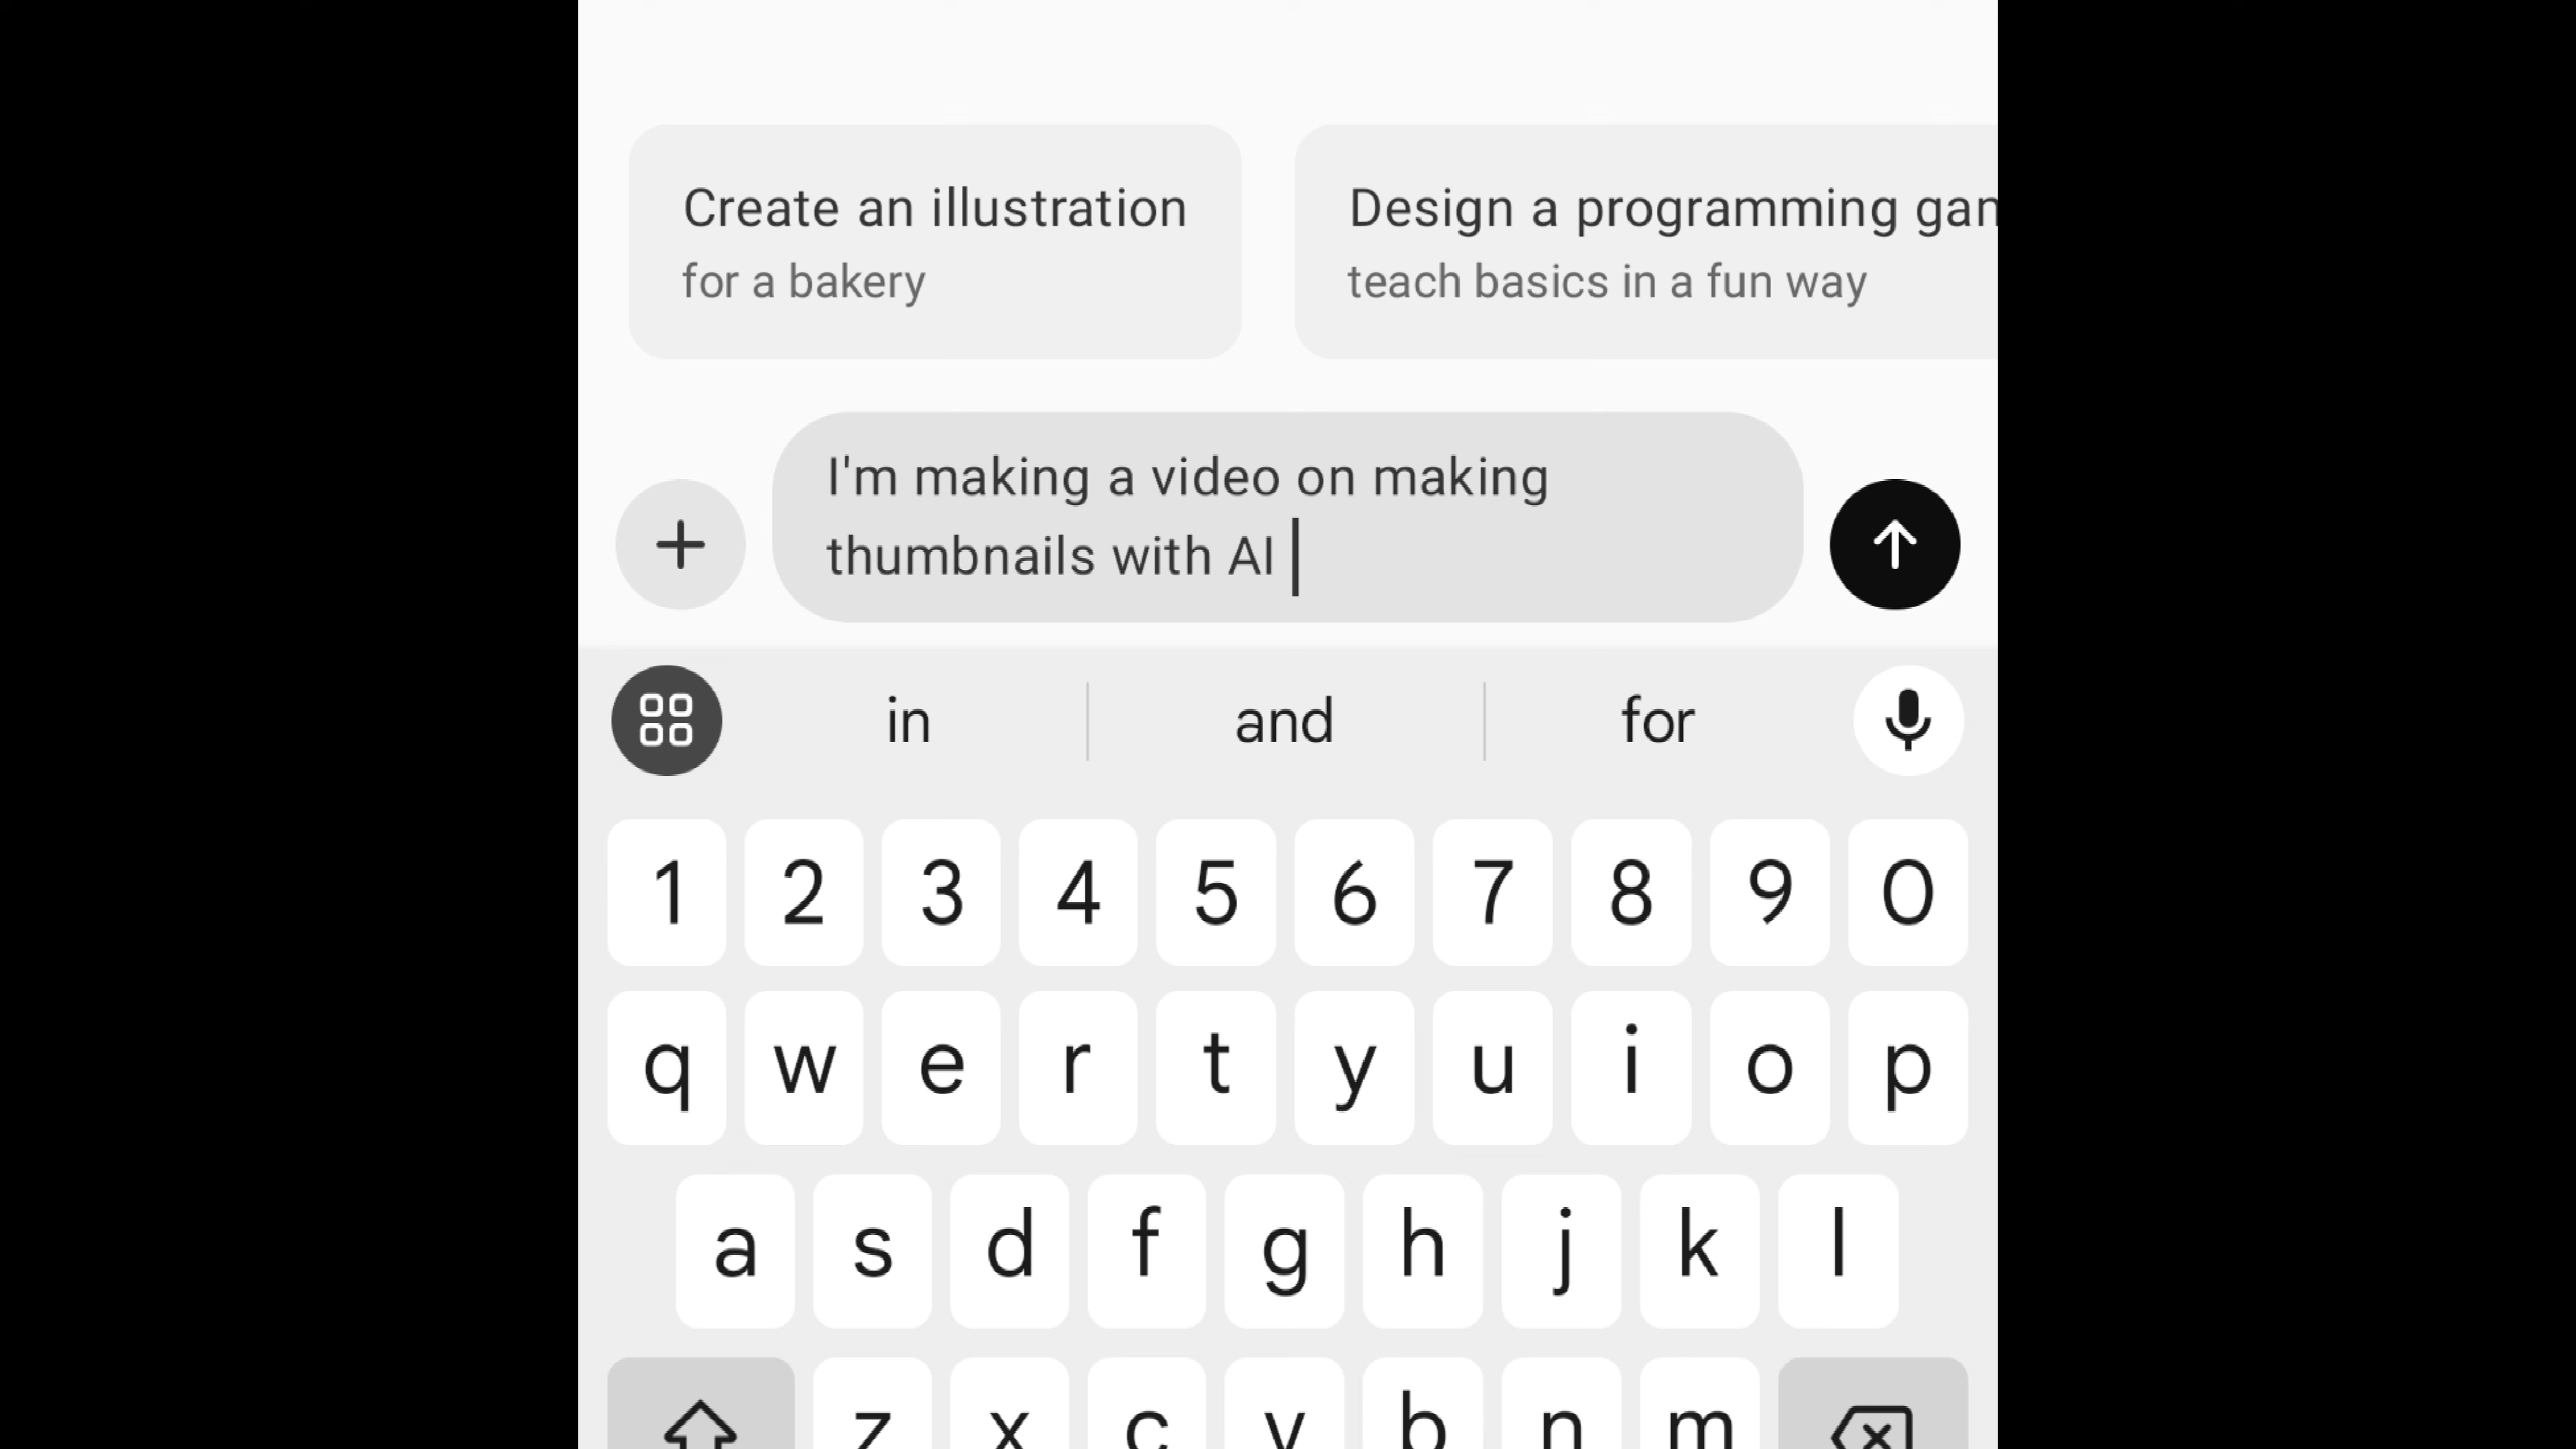 Create an illustration
for a bakery
Design a programming gan
teach basics in a fun way
I'm making a video on making
thumbnails with AI
in and for
1 2 3 4 5 6 7 8 9 0
q w e r t y u i o p
a s d f g h j k l
z x c v b n m